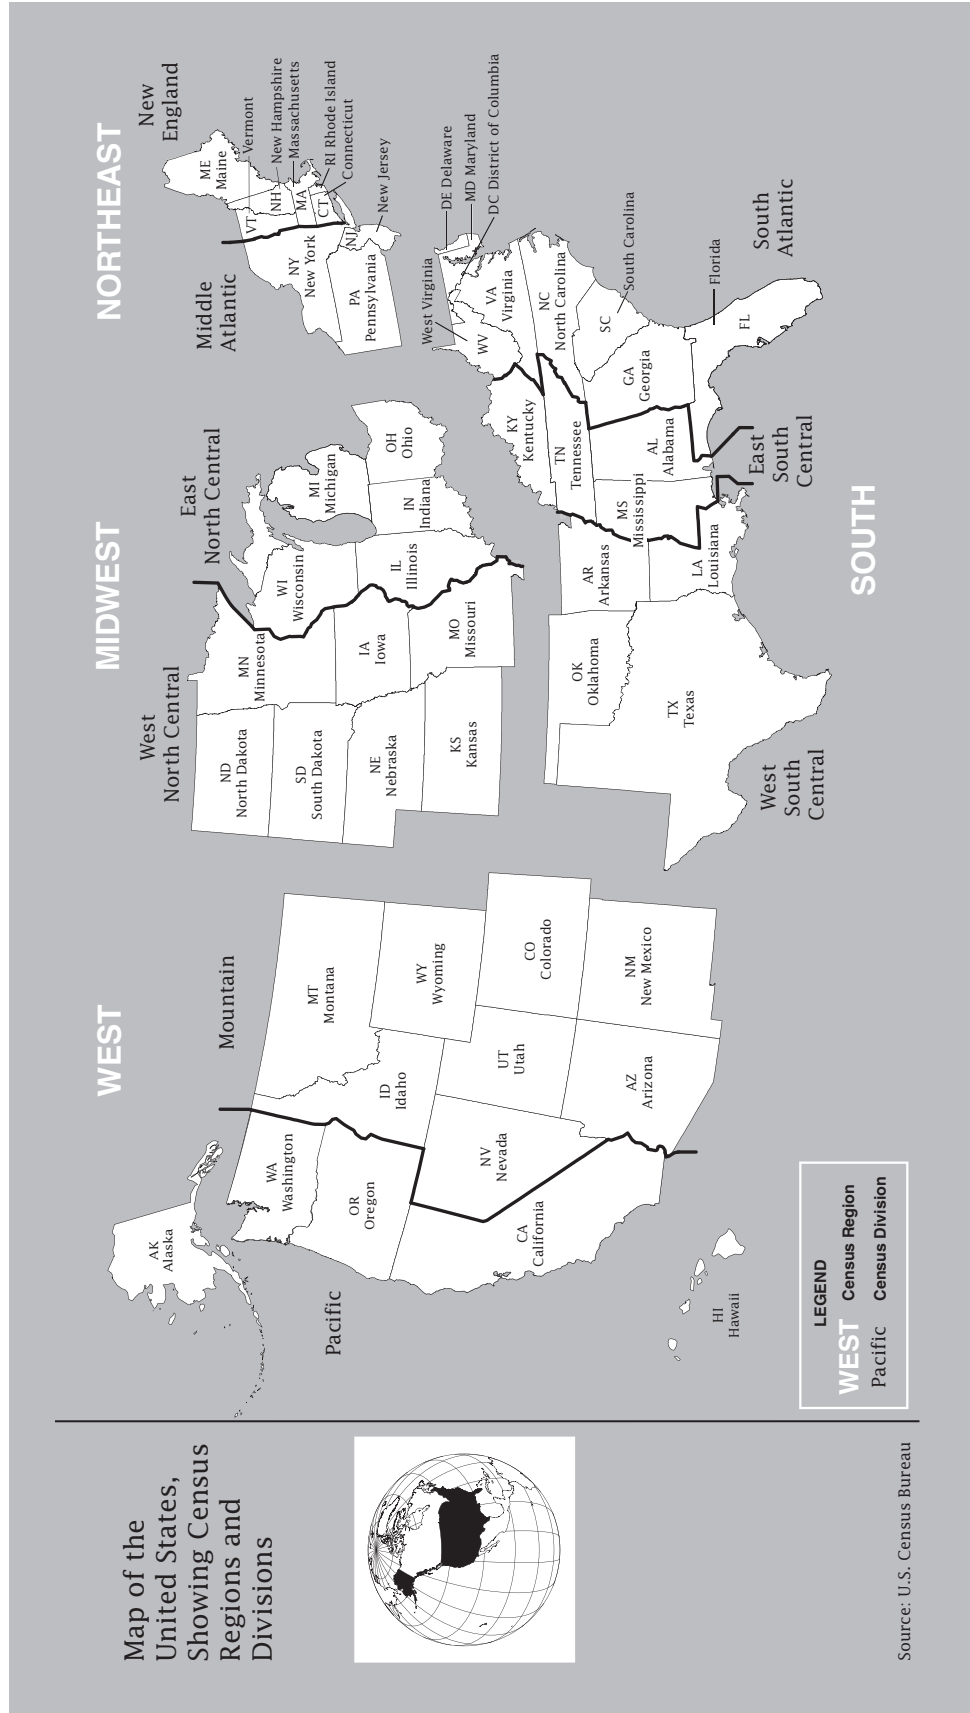 Map of the
United States,
Showing Census
Regions and
Divisions
Source: U.S. Census Bureau
LEGEND
WEST Census Region
Pacific Census Division
WEST
Pacific
Mountain
AK
Alaska
HI
Hawaii
WA
Washington
OR
Oregon
CA
California
NV
Nevada
ID
Idaho
MT
Montana
WY
Wyoming
UT
Utah
CO
Colorado
AZ
Arizona
NM
New Mexico
MIDWEST
West
North Central
East
North Central
ND
North Dakota
SD
South Dakota
NE
Nebraska
KS
Kansas
MN
Minnesota
IA
Iowa
MO
Missouri
WI
Wisconsin
IL
Illinois
MI
Michigan
IN
Indiana
OH
Ohio
NORTHEAST
Middle
Atlantic
New
England
NY
New York
PA
Pennsylvania
NJ
New Jersey
ME
Maine
VT
Vermont
NH
New Hampshire
MA
Massachusetts
RI Rhode Island
CT
Connecticut
SOUTH
West
South
Central
East
South
Central
South
Atlantic
TX
Texas
OK
Oklahoma
AR
Arkansas
LA
Louisiana
KY
Kentucky
TN
Tennessee
MS
Mississippi
AL
Alabama
West Virginia
WV
DE Delaware
MD Maryland
DC District of Columbia
VA
Virginia
NC
North Carolina
SC
South Carolina
GA
Georgia
FL
Florida